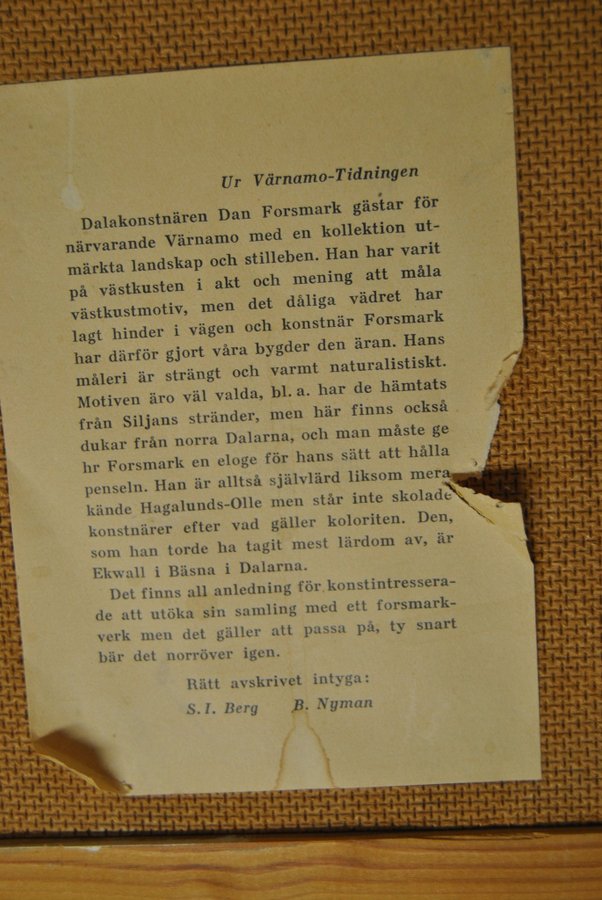 Ur Värnamo-Tidningen
Dalakonstnären Dan Forsmark gästar för
närvarande Värnamo med en kollektion ut-
märkta landskap och stilleben. Han har varit
på västkusten i akt och mening att måla
västkustmotiv, men det dåliga vädret har
lagt hinder i vägen och konstnär Forsmark
har därför gjort våra bygder den äran. Hans
måleri är strängt och varmt naturalistiskt.
Motiven äro väl valda, bl. a. har de hämtats
från Siljans stränder, men här finns också
dukar från norra Dalarna, och man måste ge
hr Forsmark en eloge för hans sätt att hålla
penseln. Han är alltså självlärd liksom mera
kände Hagalunds-Olle men står inte skolade
konstnärer efter vad gäller koloriten. Den,
som han torde ha tagit mest lärdom av, är
Ekwall i Bäsna i Dalarna.
Det finns all anledning för konstintressera-
de att utöka sin samling med ett forsmark-
verk men det gäller att passa på, ty snart
bär det norröver igen.
Rätt avskrivet intyga:
S. I. Berg B. Nyman